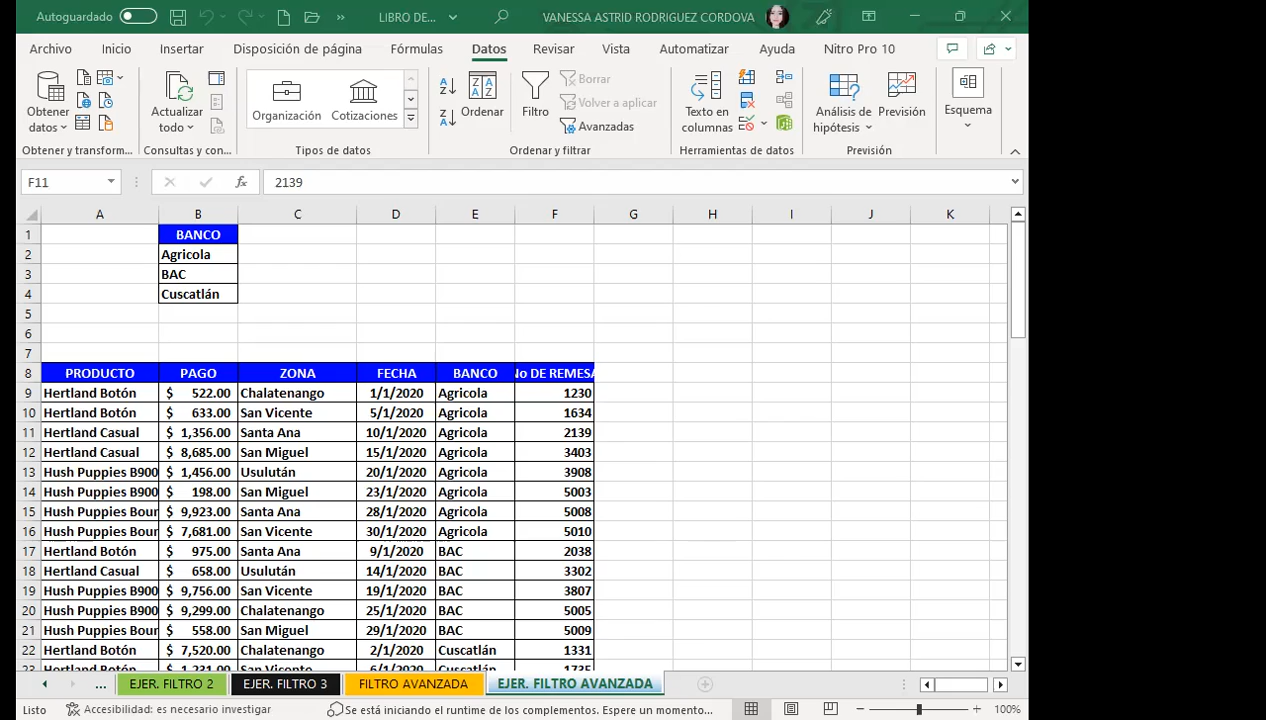 Autoguardado LIBRO DE... VANESSA ASTRID RODRIGUEZ CORDOVA
Archivo Inicio Insertar Disposición de página Fórmulas Datos Revisar Vista Automatizar Ayuda Nitro Pro 10
Obtener datos
Actualizar todo
Organización Cotizaciones
Ordenar
Filtro
Borrar
Volver a aplicar
Avanzadas
Texto en columnas
Análisis de hipótesis
Previsión
Esquema
Obtener y transform... Consultas y con... Tipos de datos Ordenar y filtrar Herramientas de datos Previsión
F11 fx 2139
A B C D E F G H I J K
1 BANCO
2 Agricola
3 BAC
4 Cuscatlán
5
6
7
8 PRODUCTO PAGO ZONA FECHA BANCO No DE REMESA
9 Hertland Botón $ 522.00 Chalatenango 1/1/2020 Agricola 1230
10 Hertland Botón $ 633.00 San Vicente 5/1/2020 Agricola 1634
11 Hertland Casual $ 1,356.00 Santa Ana 10/1/2020 Agricola 2139
12 Hertland Casual $ 8,685.00 San Miguel 15/1/2020 Agricola 3403
13 Hush Puppies B900 $ 1,456.00 Usulután 20/1/2020 Agricola 3908
14 Hush Puppies B900 $ 198.00 San Miguel 23/1/2020 Agricola 5003
15 Hush Puppies Bour $ 9,923.00 Santa Ana 28/1/2020 Agricola 5008
16 Hush Puppies Bour $ 7,681.00 San Vicente 30/1/2020 Agricola 5010
17 Hertland Botón $ 975.00 Santa Ana 9/1/2020 BAC 2038
18 Hertland Casual $ 658.00 Usulután 14/1/2020 BAC 3302
19 Hush Puppies B900 $ 9,756.00 San Vicente 19/1/2020 BAC 3807
20 Hush Puppies B900 $ 9,299.00 Chalatenango 25/1/2020 BAC 5005
21 Hush Puppies Bour $ 558.00 San Miguel 29/1/2020 BAC 5009
22 Hertland Botón $ 7,520.00 Chalatenango 2/1/2020 Cuscatlán 1331
23 Hertland Botón $ 1,231.00 San Vicente 6/1/2020 Cuscatlán 1735
... EJER. FILTRO 2 EJER. FILTRO 3 FILTRO AVANZADA EJER. FILTRO AVANZADA
Listo Accesibilidad: es necesario investigar Se está iniciando el runtime de los complementos. Espere un momento... 100%